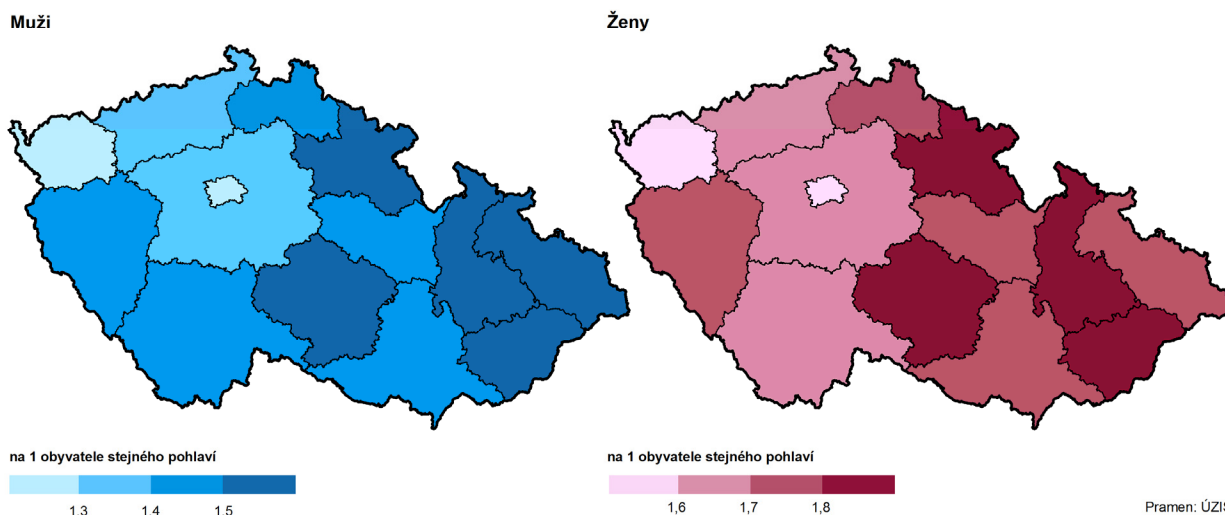 Muži
Ženy
na 1 obyvatele stejného pohlaví
1.3 1.4 1.5
na 1 obyvatele stejného pohlaví
1,6 1,7 1,8
Pramen: ÚZIS